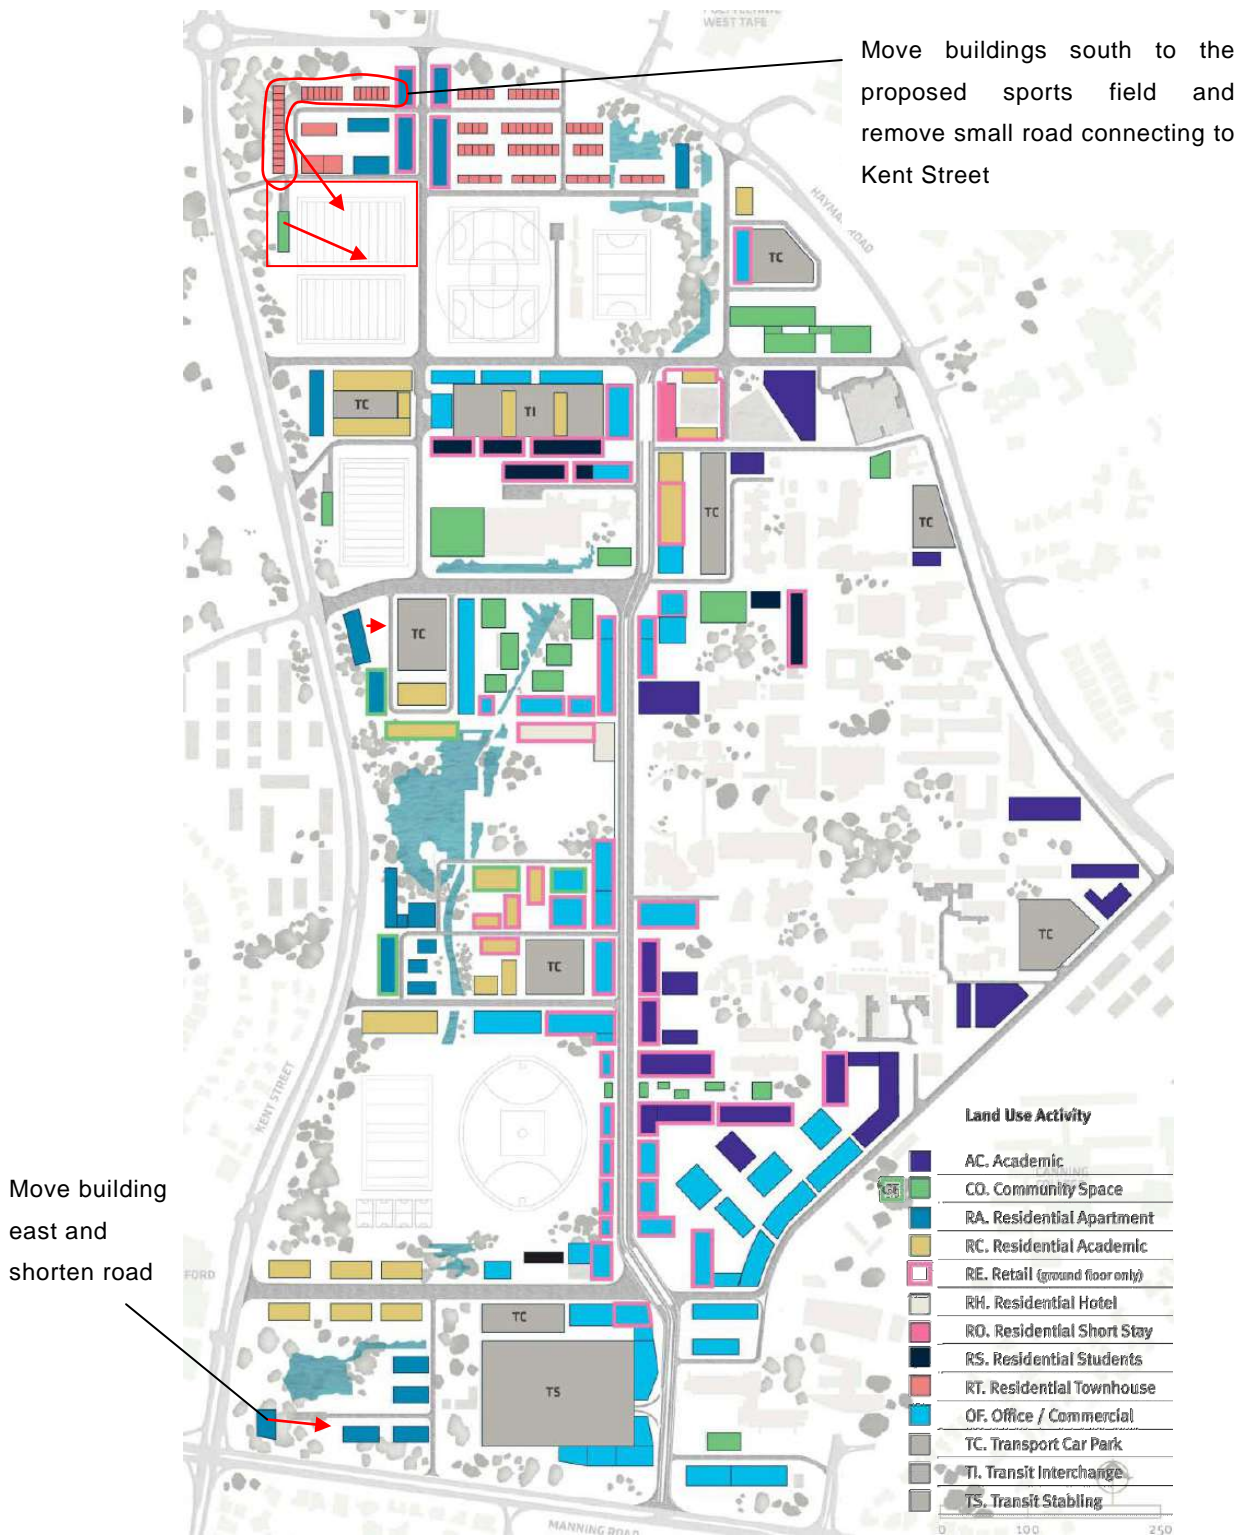 WEST TAFE
Move buildings south to the
proposed sports field and
remove small road connecting to
Kent Street
ROAD
TC
TC
TI
TC
TC
TC
TC
TC
KENT STREET
Land Use Activity
AC. Academic
CO. Community Space
RA. Residential Apartment
RC. Residential Academic
RE. Retail (ground floor only)
RH. Residential Hotel
RO. Residential Short Stay
RS. Residential Students
RT. Residential Townhouse
OF. Office / Commercial
TC. Transport Car Park
TI. Transit Interchange
TS. Transit Stabling
Move building
east and
shorten road
FORD
TC
TS
MANNING ROAD
0 100 250